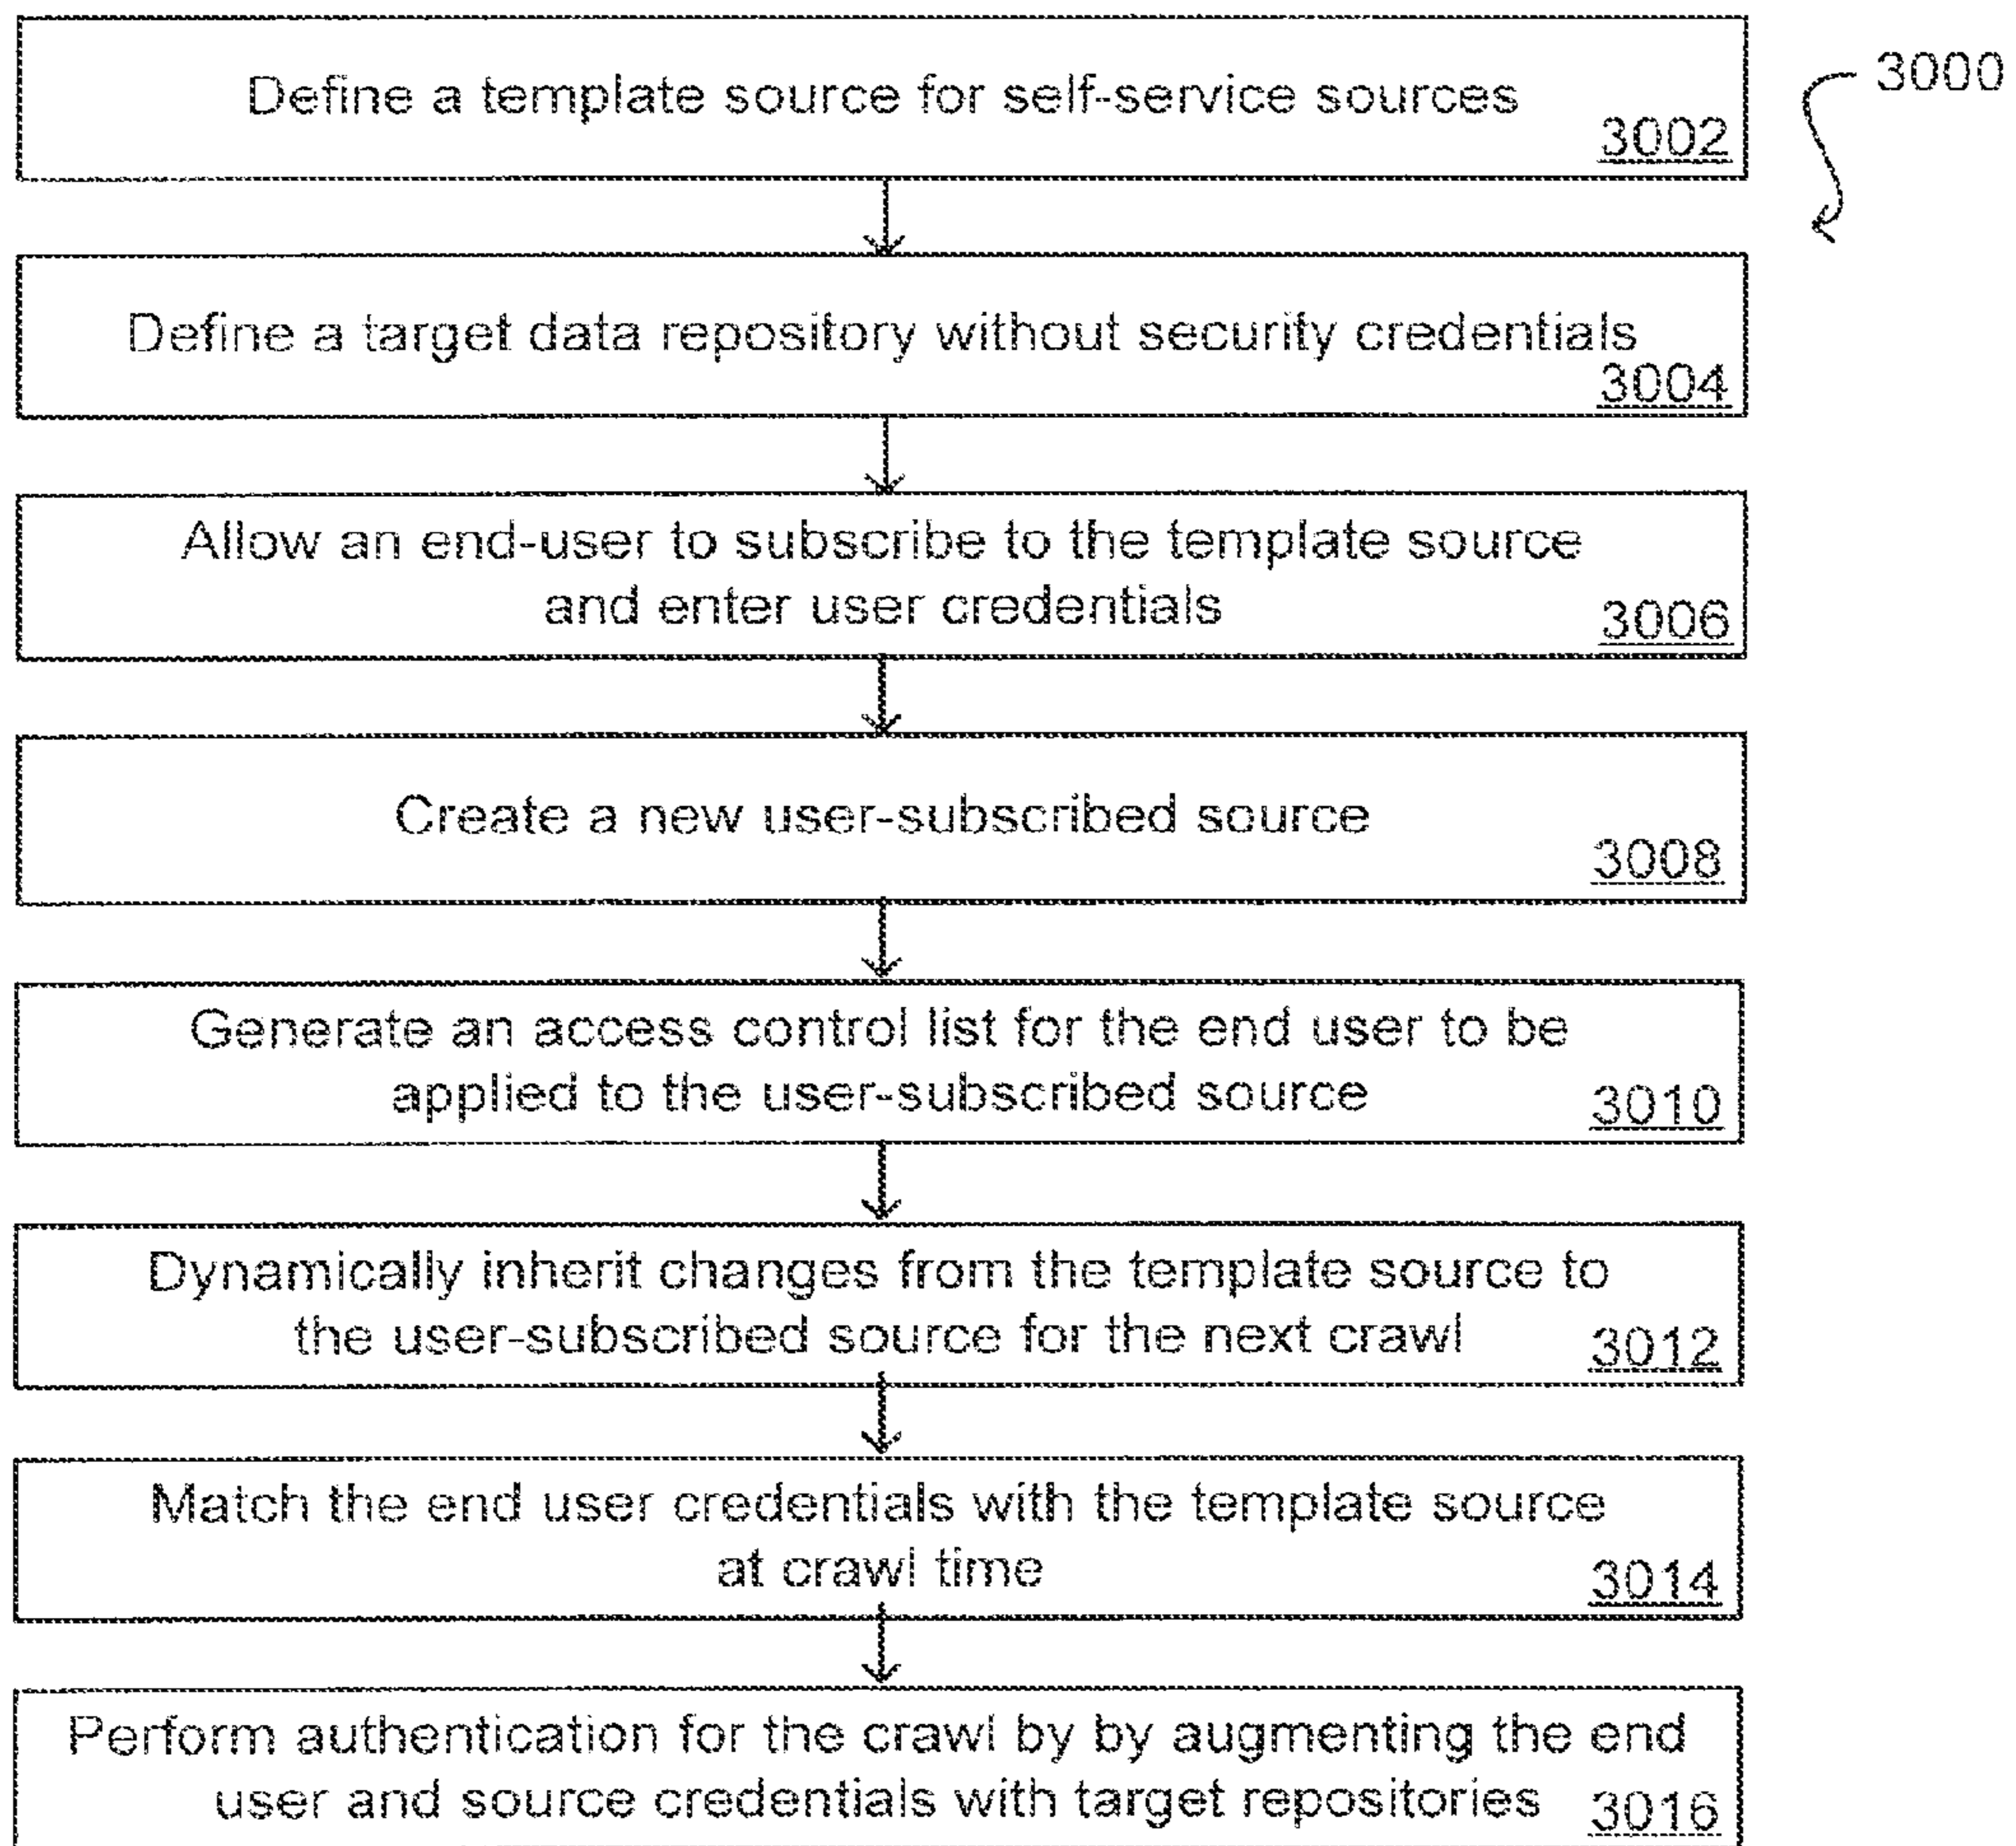 Define a template source for self-service sources
3002
3000
Define a target data repository without security credentials
3004
Allow an end-user to subscribe to the template source
and enter user credentials
3006
Create a new user-subscribed source
3008
Generate an access control list for the end user to be
applied to the user-subscribed source
3010
Dynamically inherit changes from the template source to
the user-subscribed source for the next crawl
3012
Match the end user credentials with the template source
at crawl time
3014
Perform authentication for the crawl by by augmenting the end
user and source credentials with target repositories
3016